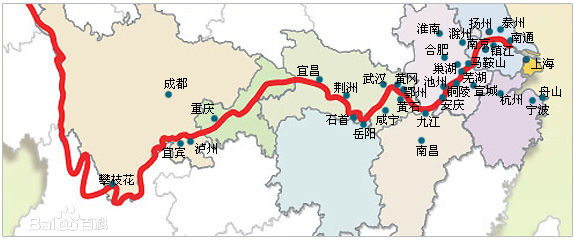 扬州
泰州
滁州
淮南
南通
南京
镇江
合肥
马鞍山
上海
巢湖
宜昌
武汉
黄冈
芜湖
池州
成都
荆州
鄂州
铜陵
宣城
杭州
舟山
黄石
安庆
宁波
重庆
石首
咸宁
九江
岳阳
宜宾
泸州
南昌
攀枝花
Baidu百科